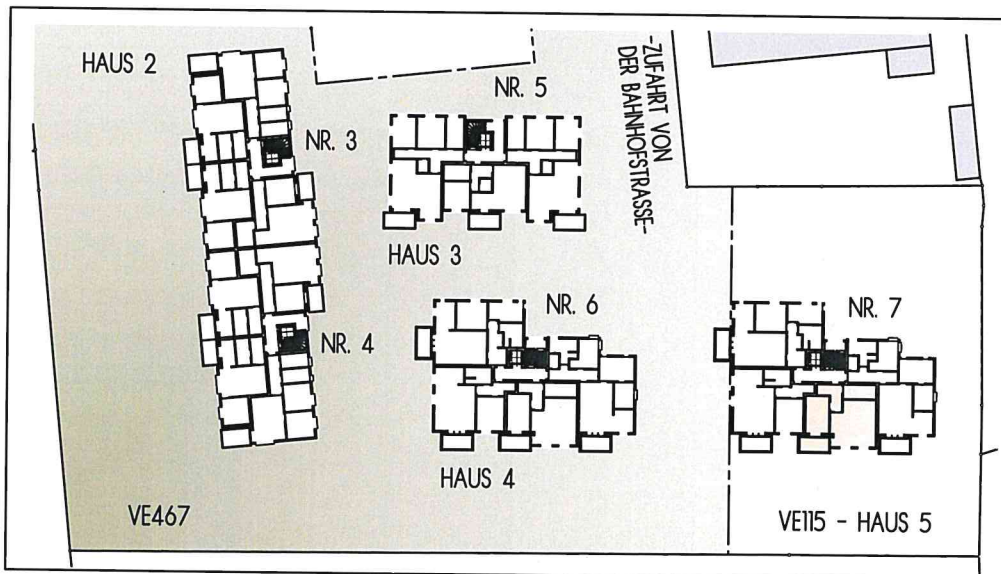 HAUS 2
NR. 3
NR. 5
-ZUFAHRT VON
DER BAHNHOFSTRASSE-
HAUS 3
NR. 4
NR. 6
NR. 7
HAUS 4
VE467
VE115 - HAUS 5